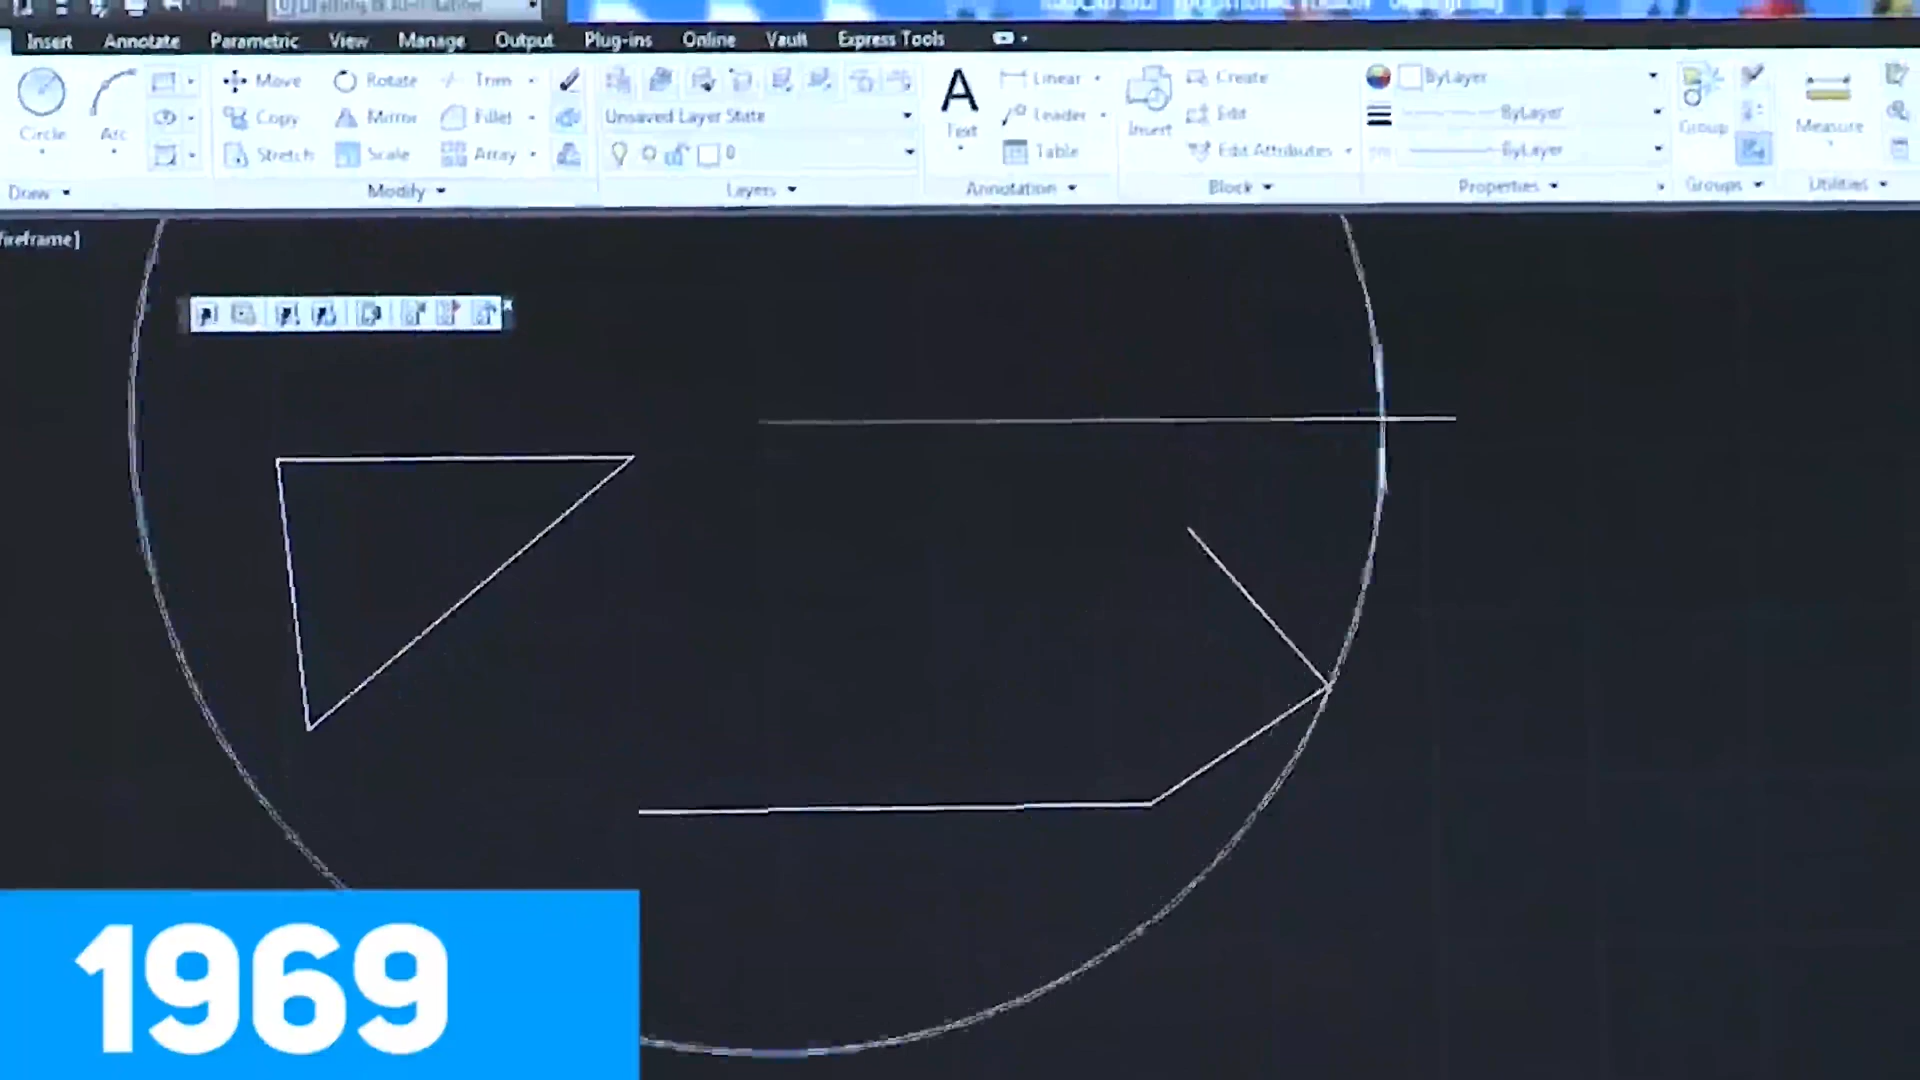 Insert Annotate Parametric View Manage Output Plug-ins Online Vault Express Tools
Circle Arc Move Rotate Trim
Copy Mirror Fillet
Stretch Scale Array
Draw Modify
Unsaved Layer State
0
Layers
A
Text Linear
Leader
Table
Annotation
Insert Create
Edit
Edit Attributes
Block
ByLayer
ByLayer
ByLayer
Properties
Group
Groups
Measure
Utilities
1969